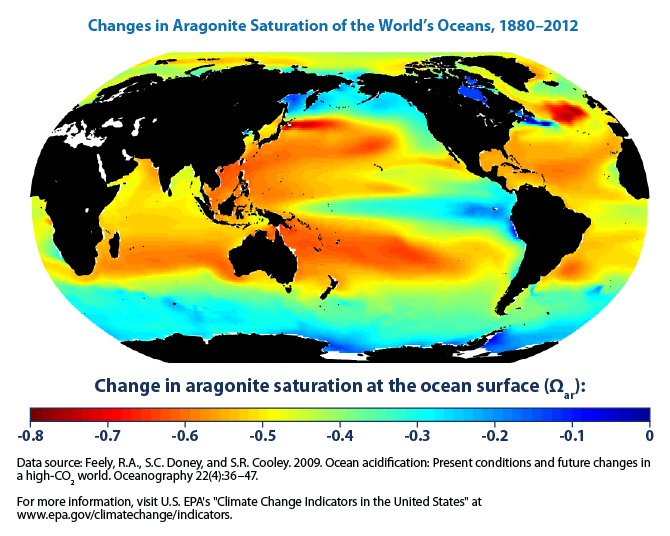 Changes in Aragonite Saturation of the World’s Oceans, 1880–2012
Change in aragonite saturation at the ocean surface (Ωar):
-0.8 -0.7 -0.6 -0.5 -0.4 -0.3 -0.2 -0.1 0
Data source: Feely, R.A., S.C. Doney, and S.R. Cooley. 2009. Ocean acidification: Present conditions and future changes in
a high-CO2 world. Oceanography 22(4):36–47.
For more information, visit U.S. EPA's "Climate Change Indicators in the United States" at
www.epa.gov/climatechange/indicators.